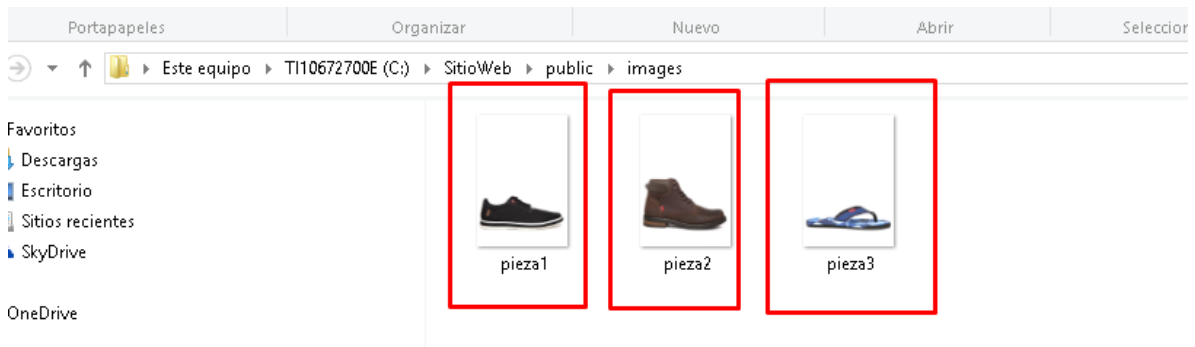 Portapapeles Organizar Nuevo Abrir Seleccior
Este equipo TI10672700E (C:) SitioWeb public images
Favoritos
Descargas
Escritorio
Sitios recientes
SkyDrive
OneDrive
pieza1 pieza2 pieza3